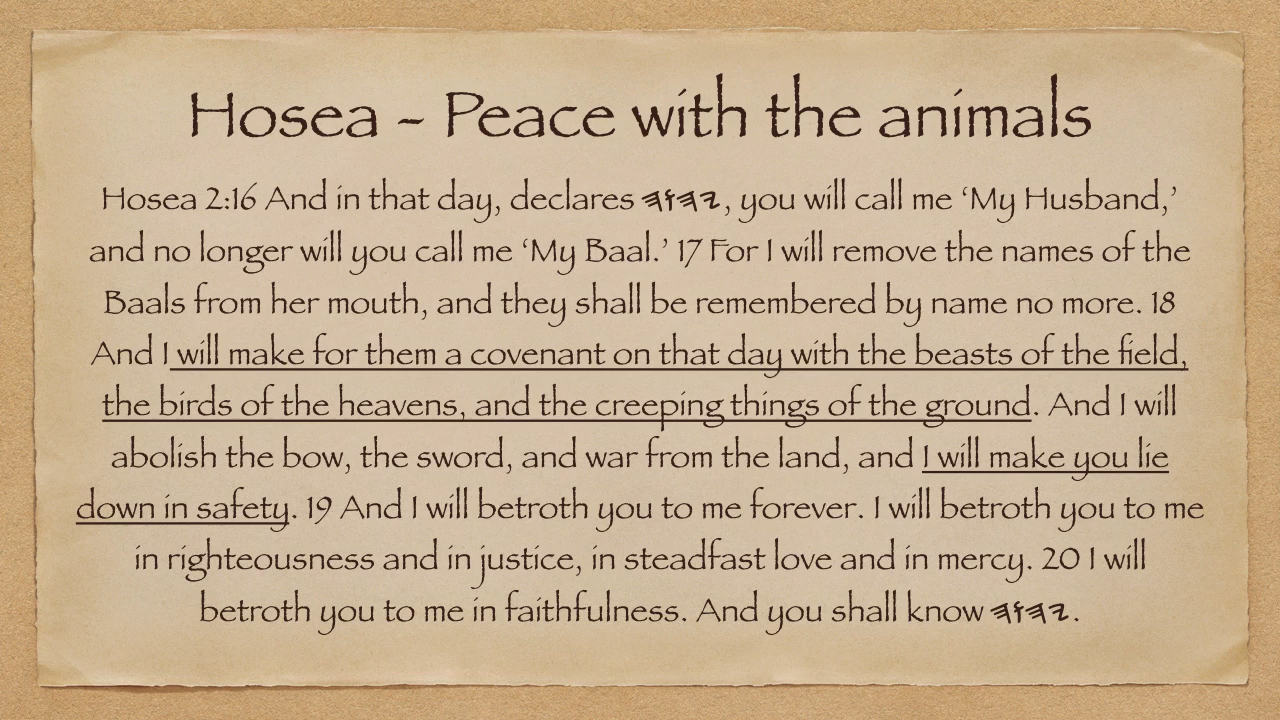 Hosea - Peace with the animals
Hosea 2:16 And in that day, declares 𐤉𐤄𐤅𐤄, you will call me ‘My Husband,’
and no longer will you call me ‘My Baal.’ 17 For I will remove the names of the
Baals from her mouth, and they shall be remembered by name no more. 18
And I will make for them a covenant on that day with the beasts of the field,
the birds of the heavens, and the creeping things of the ground. And I will
abolish the bow, the sword, and war from the land, and I will make you lie
down in safety. 19 And I will betroth you to me forever. I will betroth you to me
in righteousness and in justice, in steadfast love and in mercy. 20 I will
betroth you to me in faithfulness. And you shall know 𐤉𐤄𐤅𐤄.